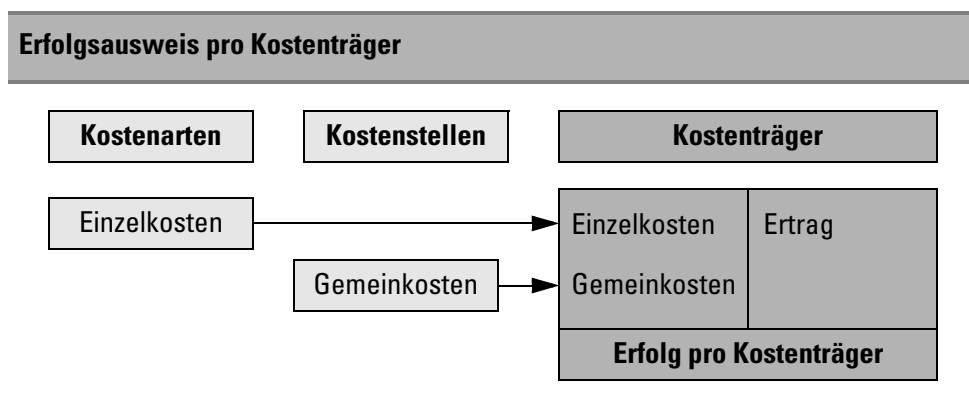 Erfolgsausweis pro Kostenträger
Kostenarten
Kostenstellen
Kostenträger
Einzelkosten
Einzelkosten
Ertrag
Gemeinkosten
Gemeinkosten
Erfolg pro Kostenträger